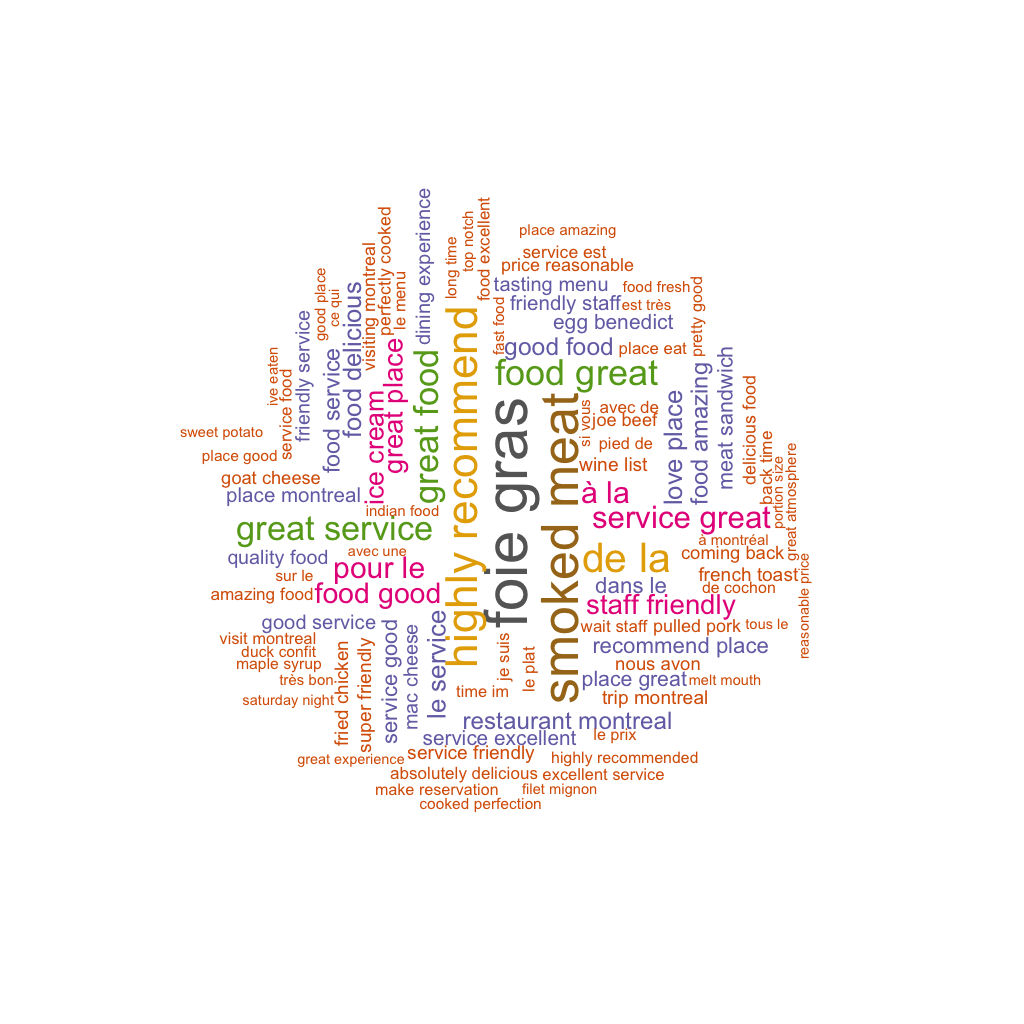 place amazing
service est
price reasonable
tasting menu
food fresh
friendly staff
est très
egg benedict
good food
place eat
food great
dining experience
long time
top notch
food excellent
perfectly cooked
visiting montreal
le menu
good place
ce qui
food delicious
friendly service
food service
ive eaten
service food
great place
ice cream
great food
highly recommend
fast food
foie gras
smoked meat
si vous
avec de
joe beef
pied de
wine list
love place
food amazing
pretty good
meat sandwich
delicious food
back time
portion size
great atmosphere
reasonable price
sweet potato
place good
goat cheese
place montreal
indian food
great service
avec une
quality food
pour le
sur le
amazing food
food good
à la
service great
à montréal
coming back
de la
french toast
dans le
de cochon
staff friendly
wait staff
pulled pork
tous le
recommend place
nous avon
place great
melt mouth
trip montreal
good service
visit montreal
duck confit
maple syrup
très bon
saturday night
fried chicken
super friendly
service good
mac cheese
le service
je suis
le plat
time im
restaurant montreal
service excellent
le prix
service friendly
great experience
highly recommended
absolutely delicious
excellent service
make reservation
filet mignon
cooked perfection